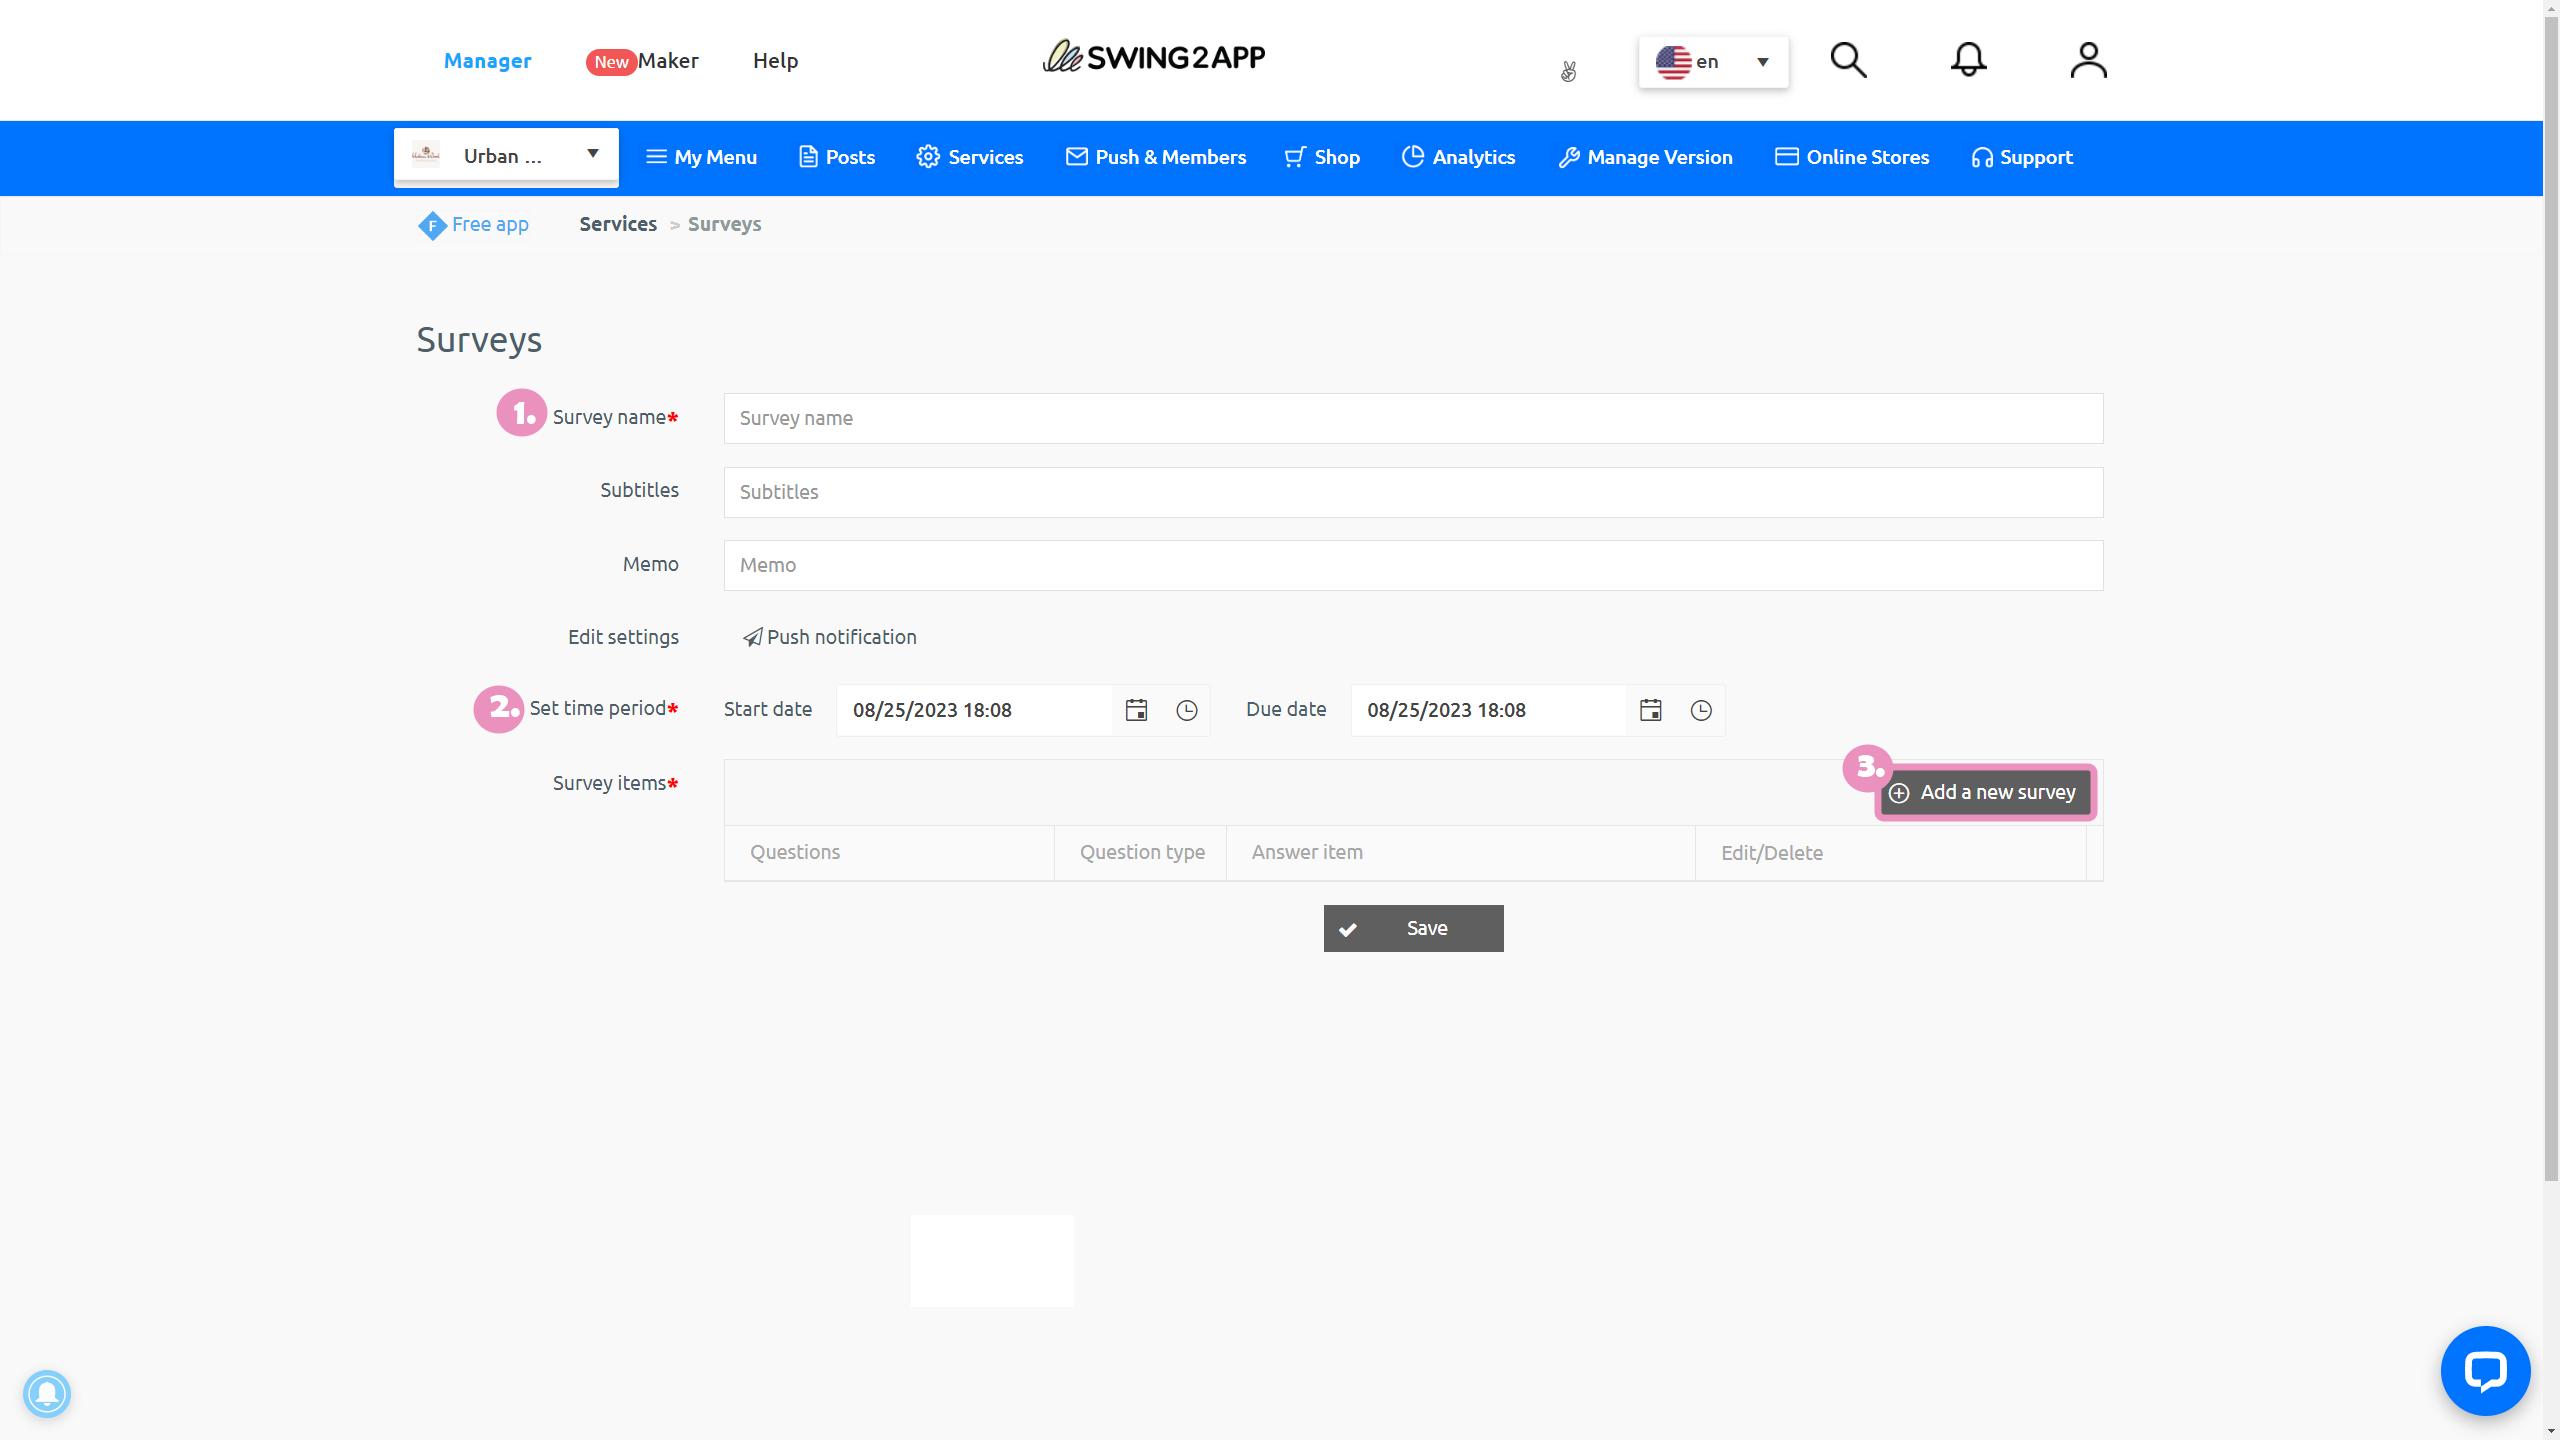 Manager New Maker Help SWING2APP en
Urban ... My Menu Posts Services Push & Members Shop Analytics Manage Version Online Stores Support
F Free app Services > Surveys
Surveys
1. Survey name* Survey name
Subtitles Subtitles
Memo Memo
Edit settings Push notification
2. Set time period* Start date 08/25/2023 18:08 Due date 08/25/2023 18:08
Survey items* 3. Add a new survey
Questions Question type Answer item Edit/Delete
Save